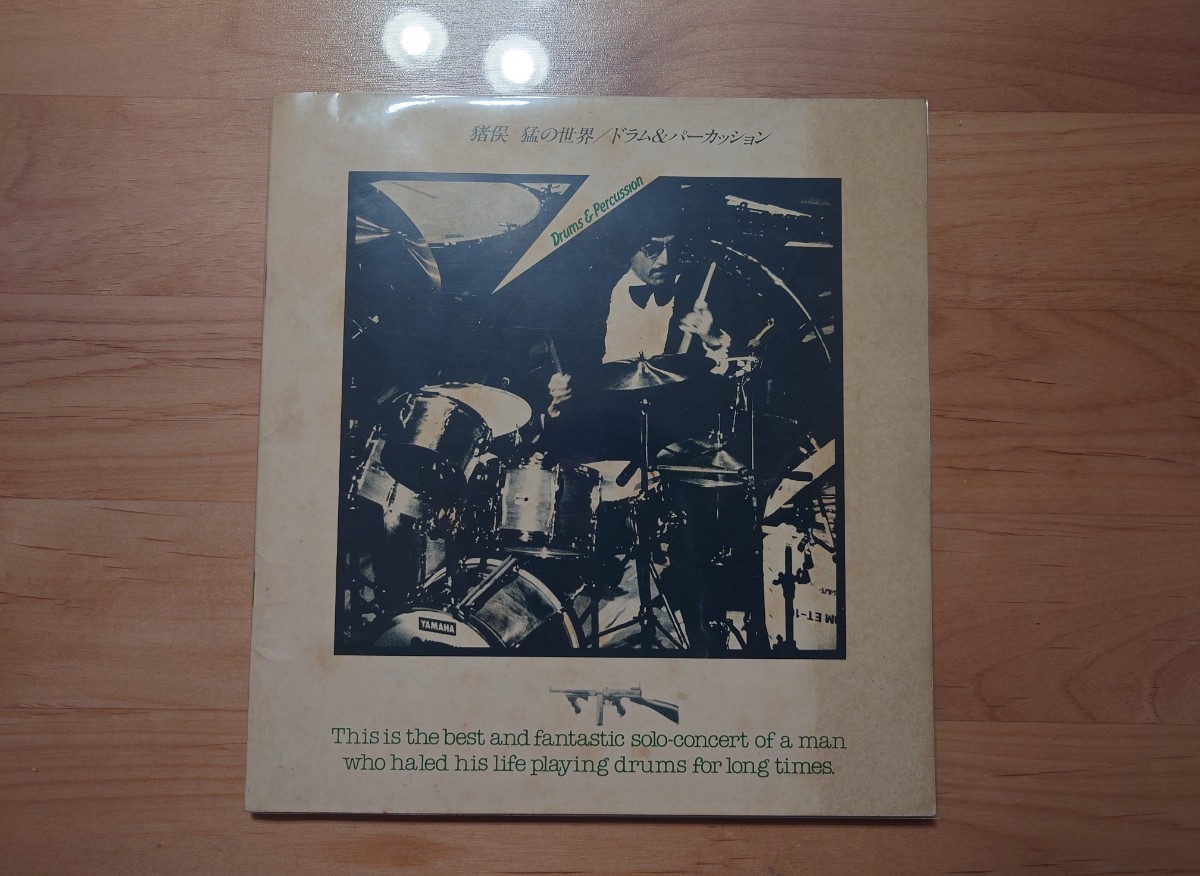 猪俣 猛の世界/ドラム&パーカッション
Drums & Percussion
YAMAHA
This is the best and fantastic solo-concert of a man
who haled his life playing drums for long times.